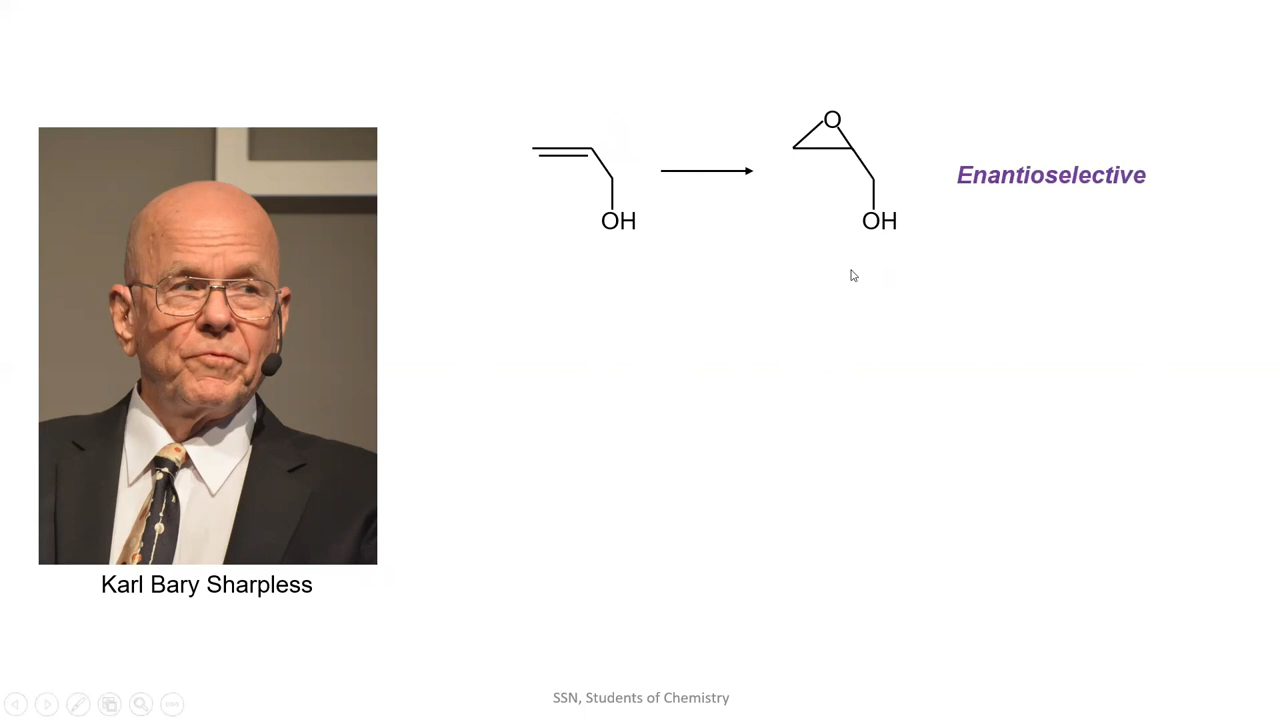 O
Enantioselective
OH
OH
Karl Bary Sharpless
SSN, Students of Chemistry